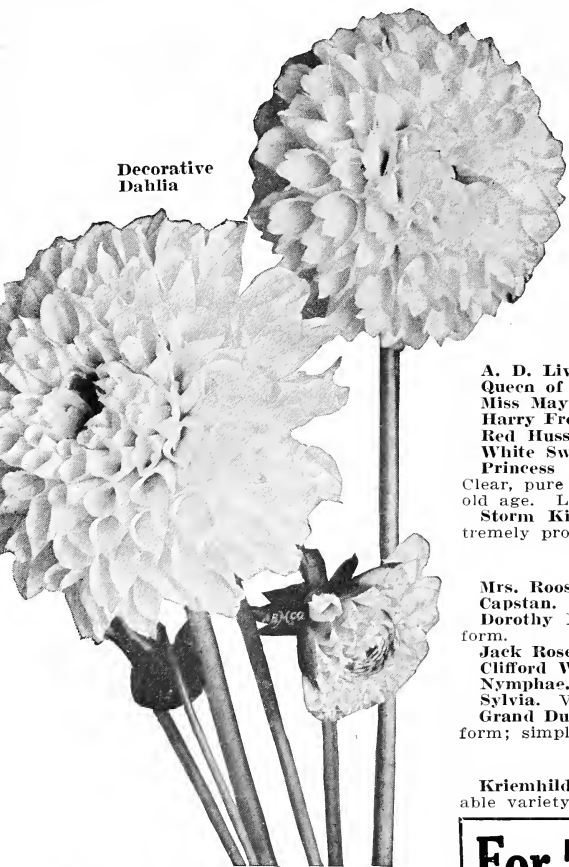 Decorative
Dahlia
A. D. Liv
Queen of
Miss May
Harry Fre
Red Huss
White Sw
Princess
Clear, pure
old age. L
Storm Ki
tremely pro
Mrs. Roos
Capstan.
Dorothy
form.
Jack Rose
Clifford W
Nymphae.
Sylvia. V
Grand Du
form; simpl
Kriemhild
able variety
For